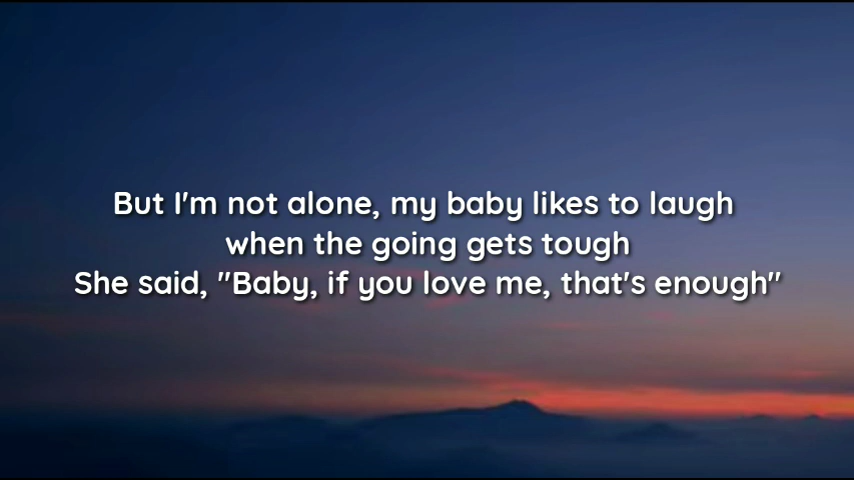 But I'm not alone, my baby likes to laugh
when the going gets tough
She said, "Baby, if you love me, that's enough"